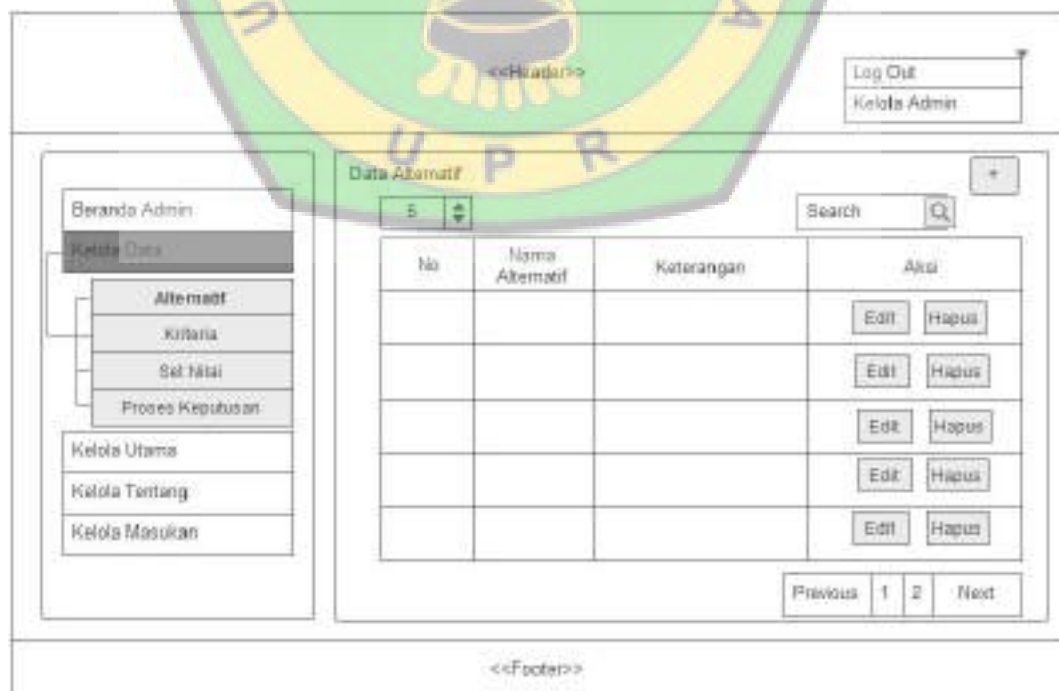 U A
<<Header>>
Log Out
Kelola Admin
U P R
Beranda Admin
Kelola Data
Alternatif
Kriteria
Set Nilai
Proses Keputusan
Kelola Utama
Kelola Tentang
Kelola Masukan
Data Alternatif
+
5
Search
No
Nama
Alternatif
Keterangan
Aksi
Edit Hapus
Edit Hapus
Edit Hapus
Edit Hapus
Edit Hapus
Previous 1 2 Next
<<Footer>>